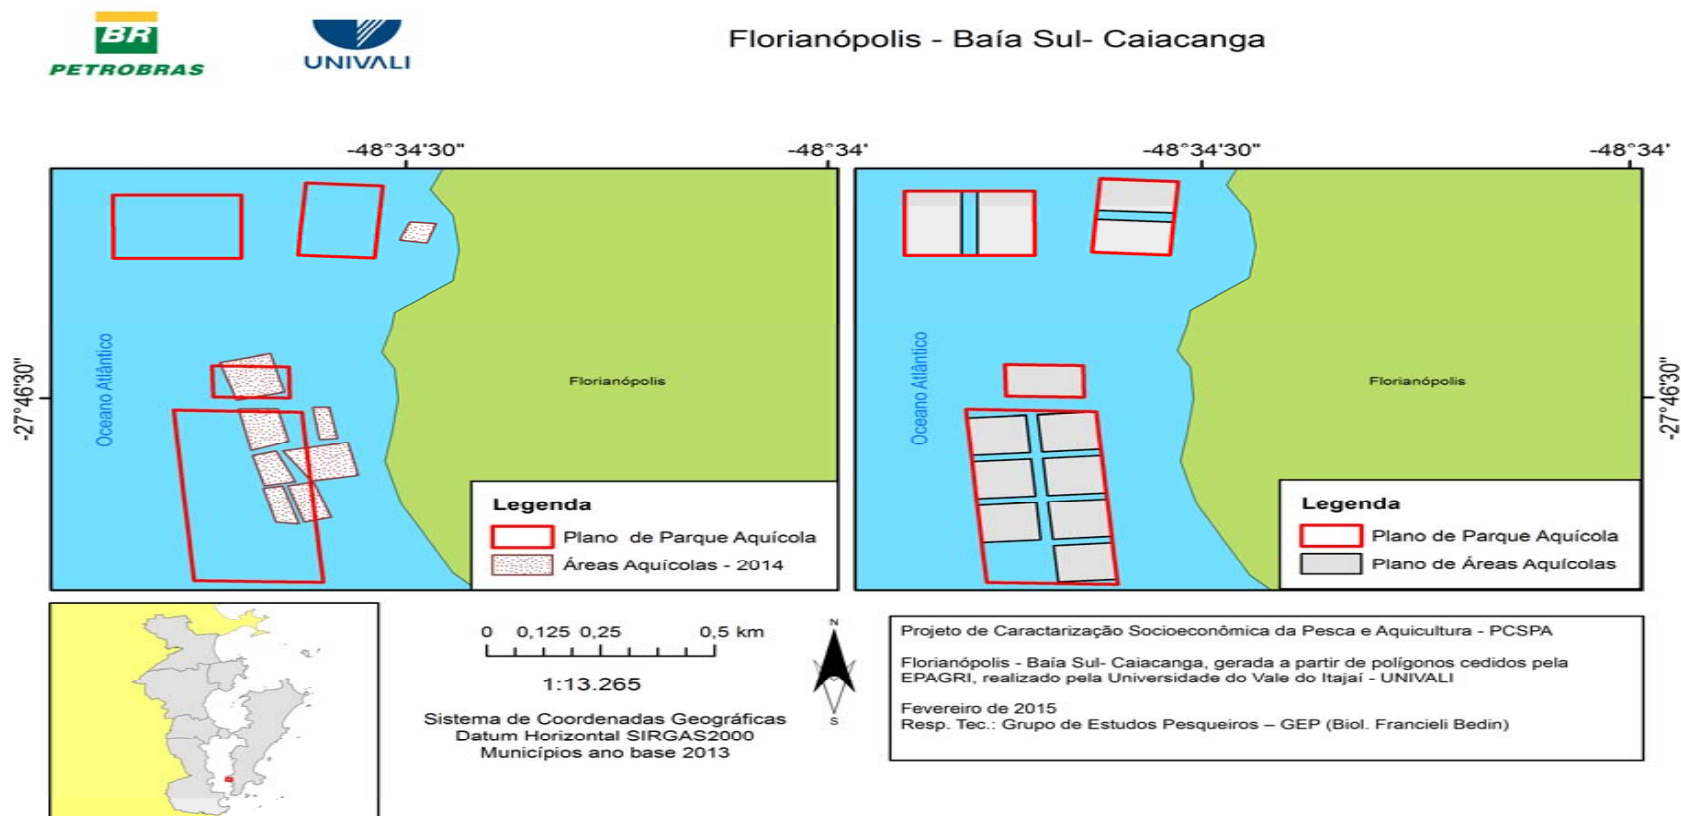 BR
PETROBRAS
UNIVALI
Florianópolis - Baía Sul- Caiacanga
-48°34'30"
-48°34'
-48°34'30"
-48°34'
-27°46'30"
Oceano Atlântico
Florianópolis
Legenda
Plano de Parque Aquícola
Áreas Aquícolas - 2014
Oceano Atlântico
Florianópolis
-27°46'30"
Legenda
Plano de Parque Aquícola
Plano de Áreas Aquícolas
0 0,125 0,25 0,5 km
1:13.265
Sistema de Coordenadas Geográficas
Datum Horizontal SIRGAS2000
Municípios ano base 2013
N
S
Projeto de Caractarização Socioeconômica da Pesca e Aquicultura - PCSPA
Florianópolis - Baía Sul- Caiacanga, gerada a partir de polígonos cedidos pela
EPAGRI, realizado pela Universidade do Vale do Itajaí - UNIVALI
Fevereiro de 2015
Resp. Tec.: Grupo de Estudos Pesqueiros – GEP (Biol. Francieli Bedin)